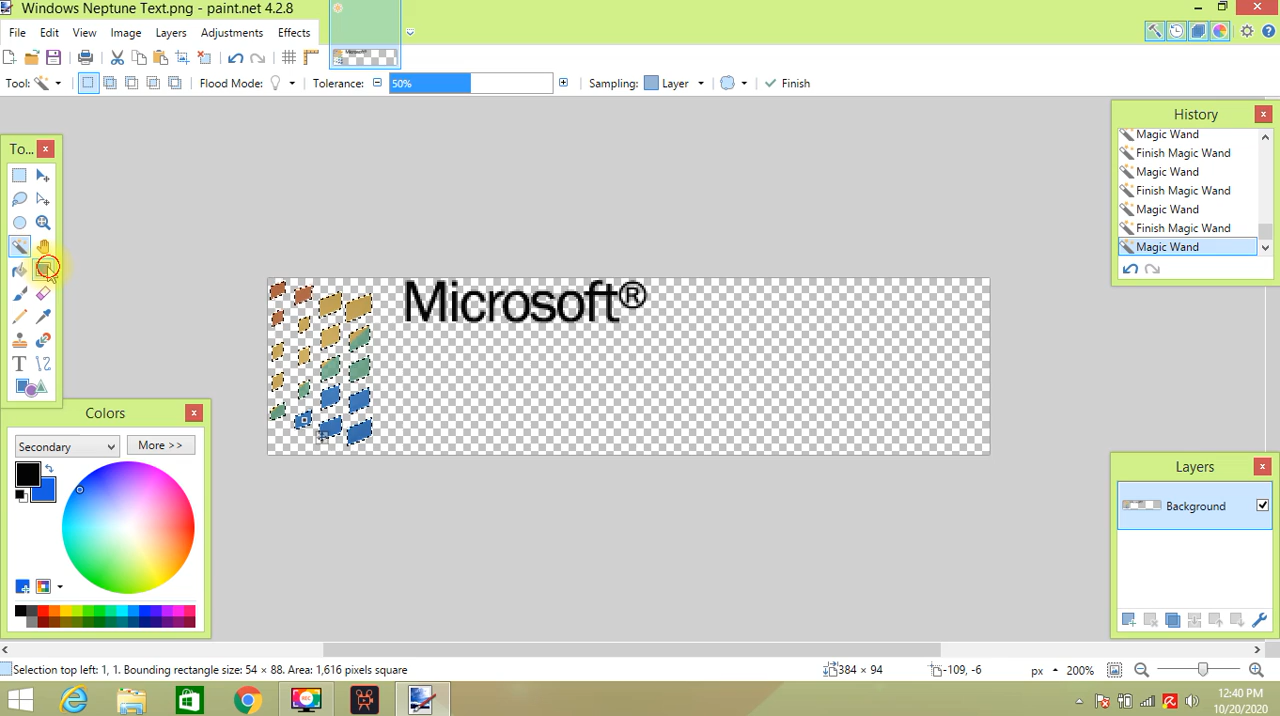 Windows Neptune Text.png - paint.net 4.2.8
File Edit View Image Layers Adjustments Effects
Tool: Flood Mode: Tolerance: 50% Sampling: Layer Finish
To...
History
Magic Wand
Finish Magic Wand
Magic Wand
Finish Magic Wand
Magic Wand
Finish Magic Wand
Magic Wand
Microsoft®
Colors
Secondary More >>
Layers
Background
Selection top left: 1, 1. Bounding rectangle size: 54 × 88. Area: 1,616 pixels square 384 × 94 -109, -6 px 200%
12:40 PM
10/20/2020